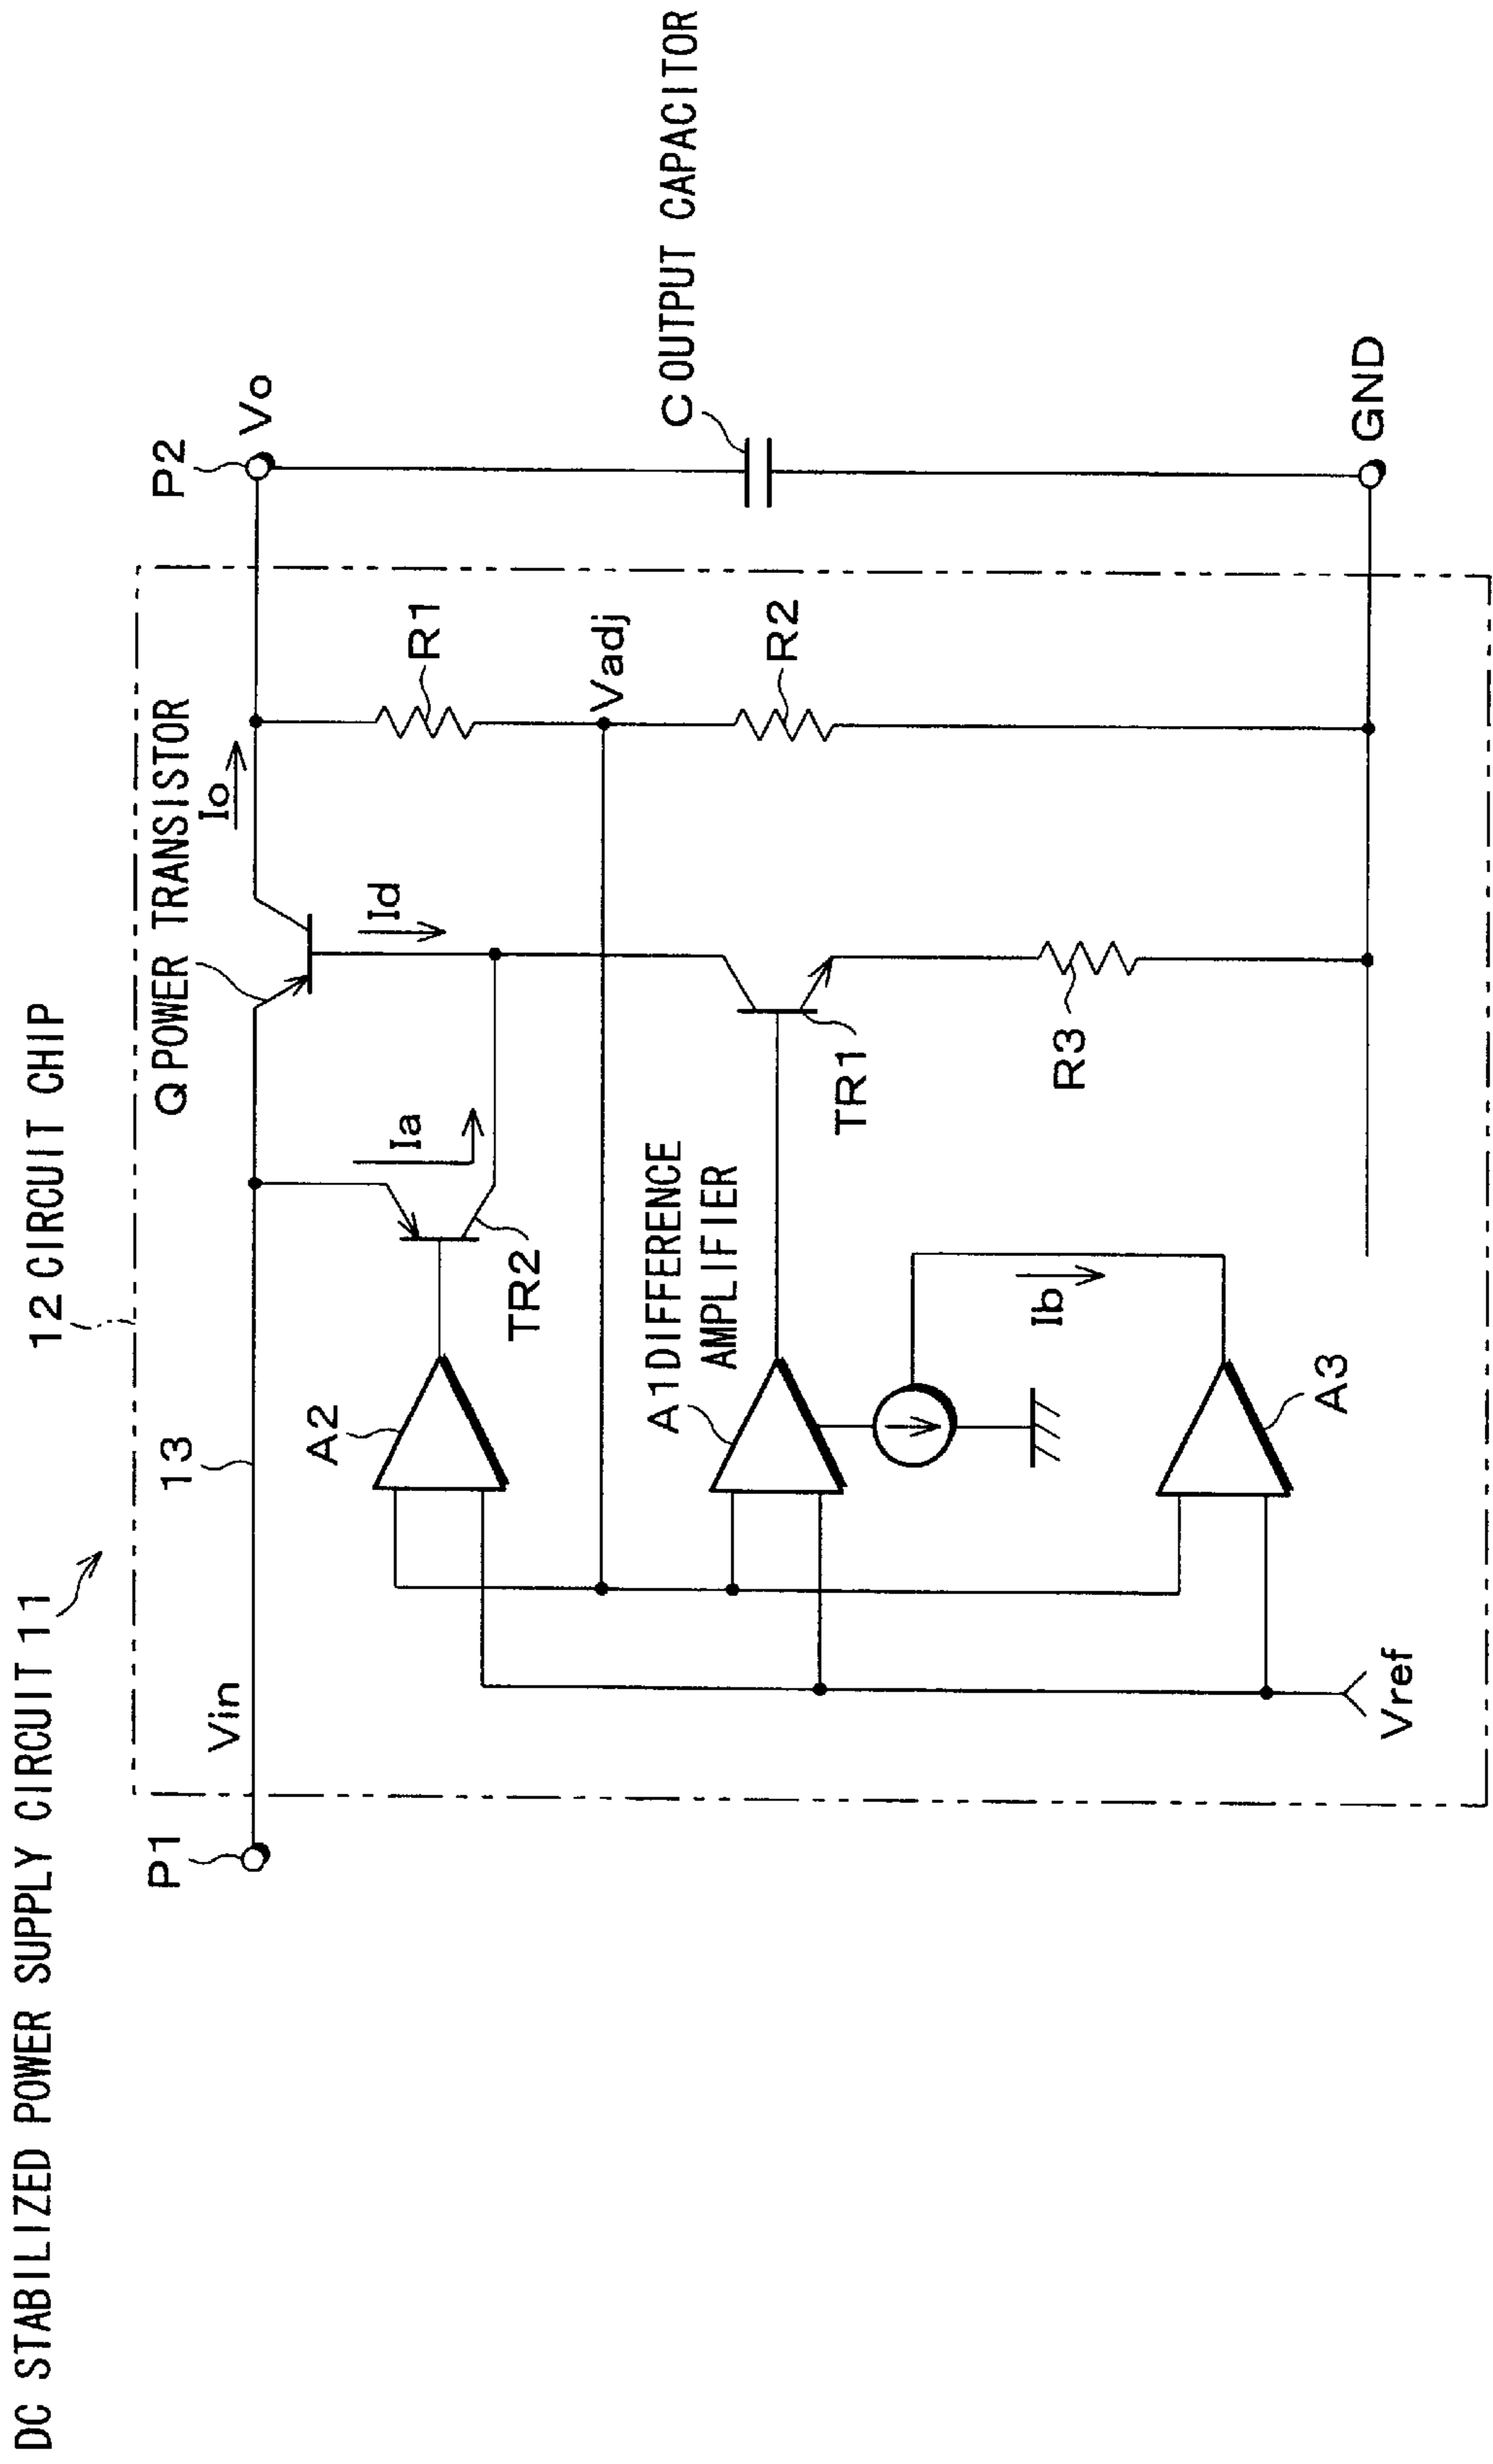 DC STABILIZED POWER SUPPLY CIRCUIT 11
12 CIRCUIT CHIP
P1
Vin
13
Q POWER TRANSISTOR
Io
P2
Vo
A2
TR2
Ia
Id
R1
Vadj
A1 DIFFERENCE
AMPLIFIER
TR1
R2
C OUTPUT CAPACITOR
Ib
R3
A3
Vref
GND